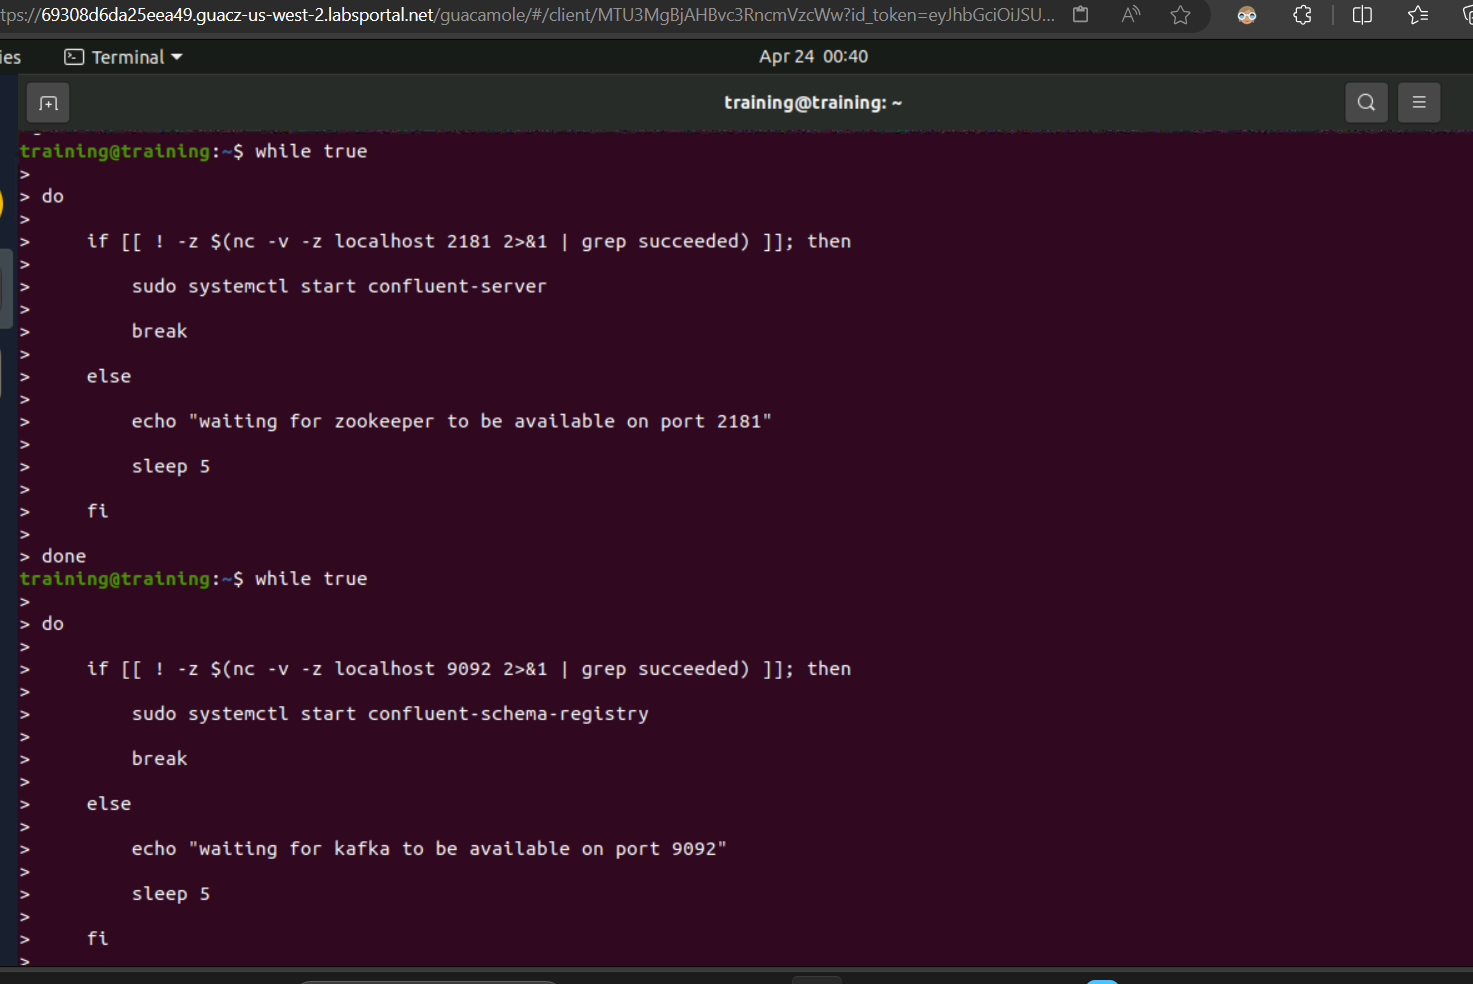 tps://69308d6da25eea49.guacz-us-west-2.labsportal.net/guacamole/#/client/MTU3MgBjAHBvc3RncmVzcWw?id_token=eyJhbGciOiJSU...
ies Terminal Apr 24 00:40
training@training: ~
training@training:~$ while true
>
> do
>
> if [[ ! -z $(nc -v -z localhost 2181 2>&1 | grep succeeded) ]]; then
>
> sudo systemctl start confluent-server
>
> break
>
> else
>
> echo "waiting for zookeeper to be available on port 2181"
>
> sleep 5
>
> fi
>
> done
training@training:~$ while true
>
> do
>
> if [[ ! -z $(nc -v -z localhost 9092 2>&1 | grep succeeded) ]]; then
>
> sudo systemctl start confluent-schema-registry
>
> break
>
> else
>
> echo "waiting for kafka to be available on port 9092"
>
> sleep 5
>
> fi
>